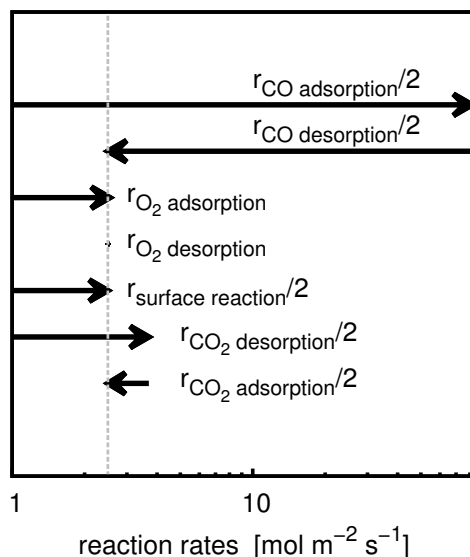 r_CO adsorption/2
r_CO desorption/2
r_O₂ adsorption
r_O₂ desorption
r_surface reaction/2
r_CO₂ desorption/2
r_CO₂ adsorption/2
1 10
reaction rates [mol m⁻² s⁻¹]